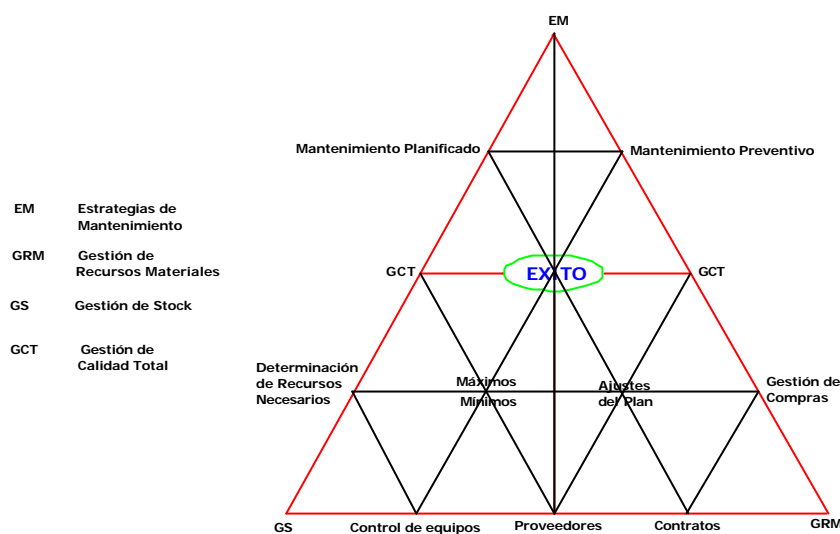 EM
Mantenimiento Planificado
Mantenimiento Preventivo
EM Estrategias de
Mantenimiento
GRM Gestión de
Recursos Materiales
GS Gestión de Stock
GCT Gestión de
Calidad Total
GCT
EXITO
GCT
Determinación
de Recursos
Necesarios
Máximos
Mínimos
Ajustes
del Plan
Gestión de
Compras
GS
Control de equipos
Proveedores
Contratos
GRM